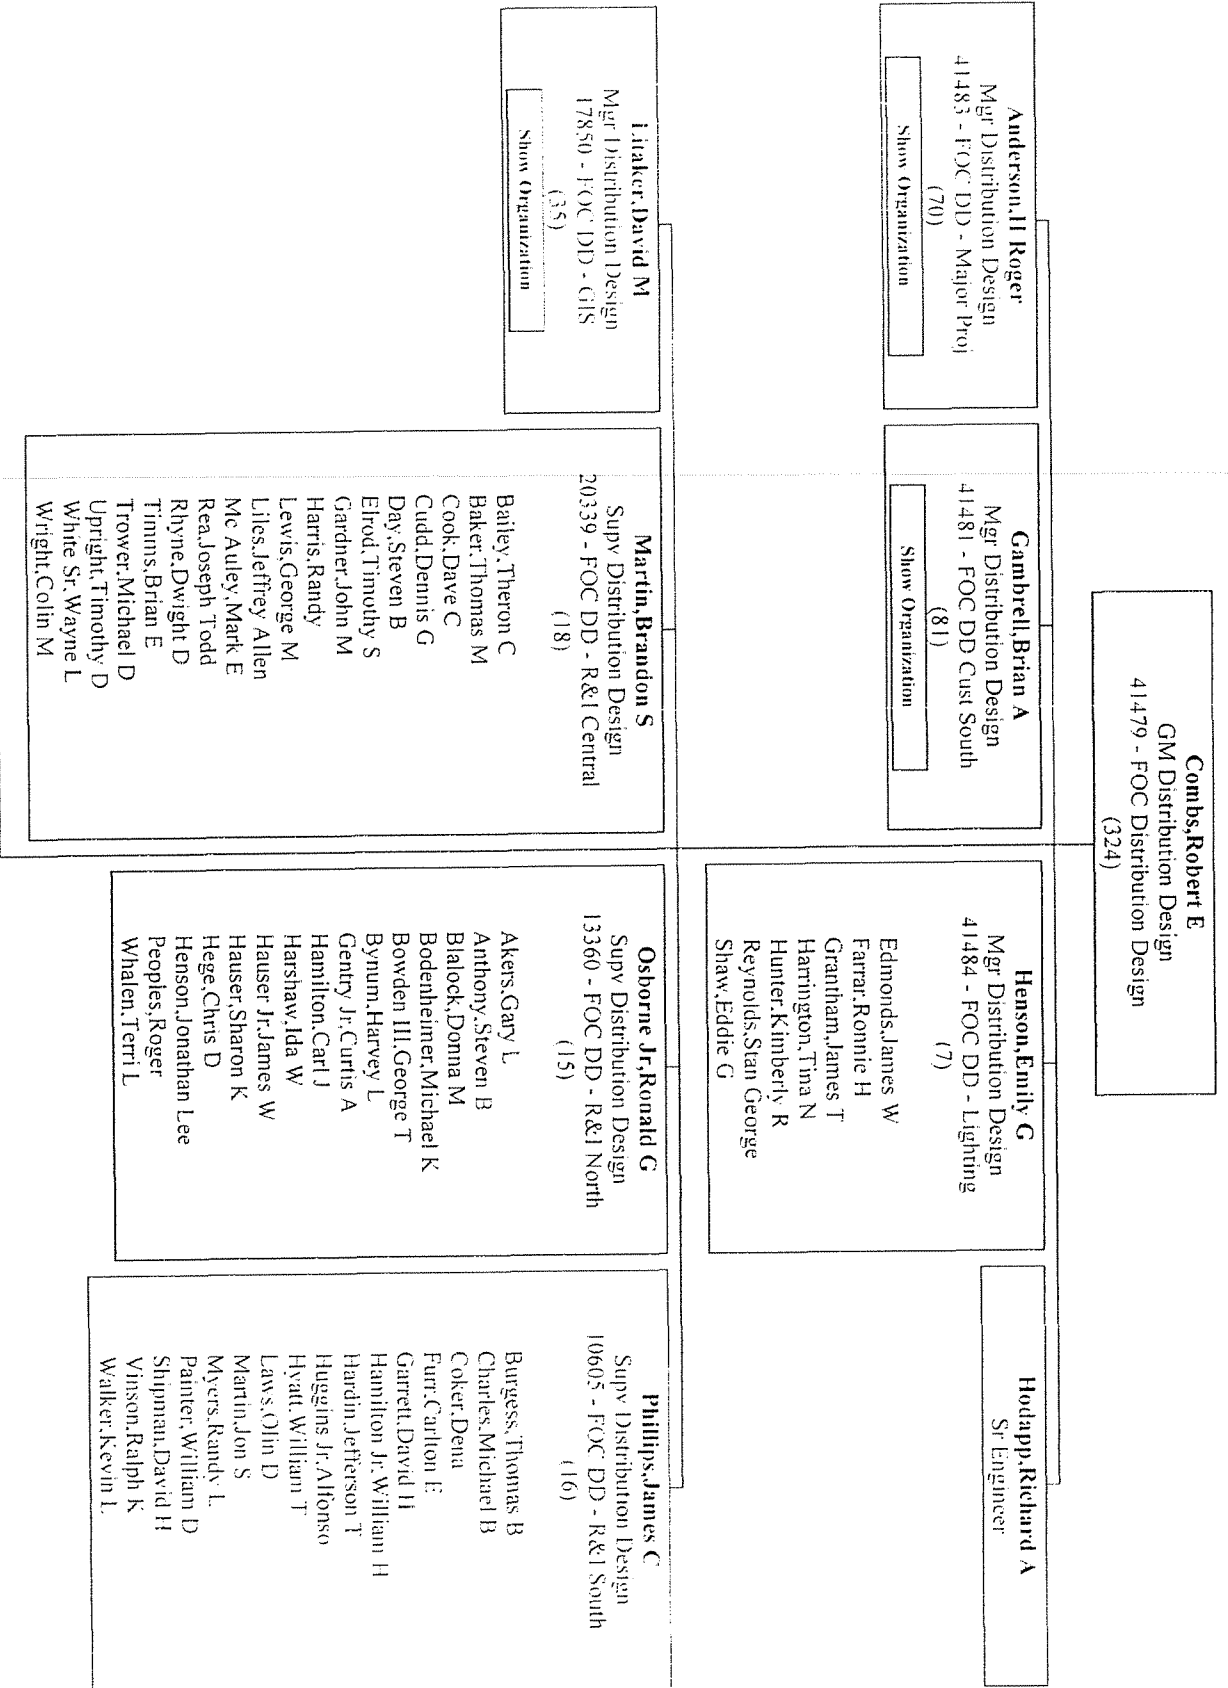 Combs,Robert E
GM Distribution Design
41479 - FOC Distribution Design
(324)
Anderson,H Roger
Mgr Distribution Design
41483 - FOC DD - Major Proj
(70)
Show Organization
Gambrell,Brian A
Mgr Distribution Design
41481 - FOC DD Cust South
(81)
Show Organization
Henson,Emily G
Mgr Distribution Design
41484 - FOC DD - Lighting
(7)
Edmonds,James W
Farrar,Ronnie H
Grantham,James T
Harrington,Tina N
Hunter,Kimberly R
Reynolds,Stan George
Shaw,Eddie G
Hodapp,Richard A
Sr Engineer
Litaker,David M
Mgr Distribution Design
17850 - FOC DD - GIS
(35)
Show Organization
Martin,Brandon S
Supv Distribution Design
20339 - FOC DD - R&I Central
(18)
Bailey,Theron C
Baker,Thomas M
Cook,Dave C
Cudd,Dennis G
Day,Steven B
Elrod,Timothy S
Gardner,John M
Harris,Randy
Lewis,George M
Liles,Jeffrey Allen
Mc Auley,Mark E
Rea,Joseph Todd
Rhyne,Dwight D
Timms,Brian E
Trower,Michael D
Upright,Timothy D
White Sr,Wayne L
Wright,Colin M
Osborne Jr,Ronald G
Supv Distribution Design
13360 - FOC DD - R&I North
(15)
Akers,Gary L
Anthony,Steven B
Blalock,Donna M
Bodenheimer,Michael K
Bowden III,George T
Bynum,Harvey L
Gentry Jr,Curtis A
Hamilton,Carl J
Harshaw,Ida W
Hauser Jr,James W
Hauser,Sharon K
Hege,Chris D
Henson,Jonathan Lee
Peoples,Roger
Whalen,Terri L
Phillips,James C
Supv Distribution Design
10605 - FOC DD - R&I South
(16)
Burgess,Thomas B
Charles,Michael B
Coker,Dena
Furr,Carlton E
Garrett,David H
Hamilton Jr,William H
Hardin,Jefferson T
Huggins Jr,Alfonso
Hyatt,William T
Laws,Olin D
Martin,Jon S
Myers,Randy L
Painter,William D
Shipman,David H
Vinson,Ralph K
Walker,Kevin L